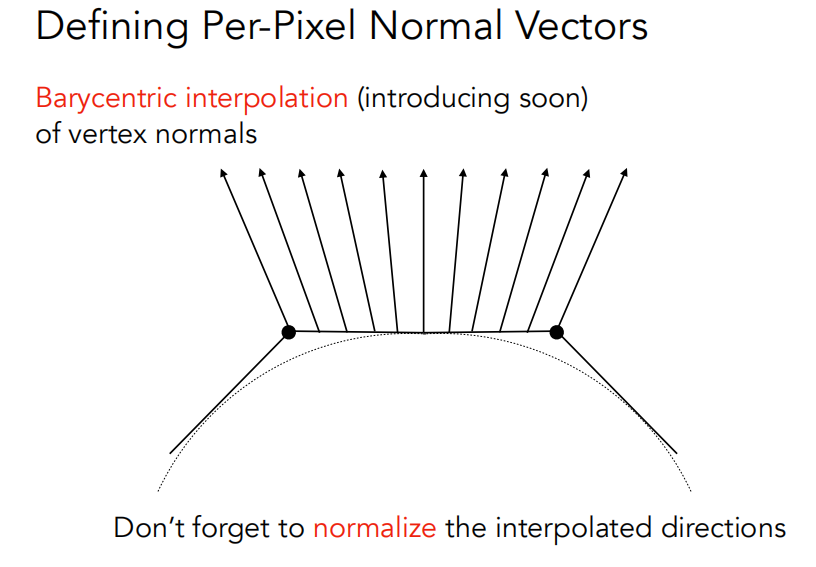 Defining Per-Pixel Normal Vectors
Barycentric interpolation (introducing soon)
of vertex normals
Don’t forget to normalize the interpolated directions